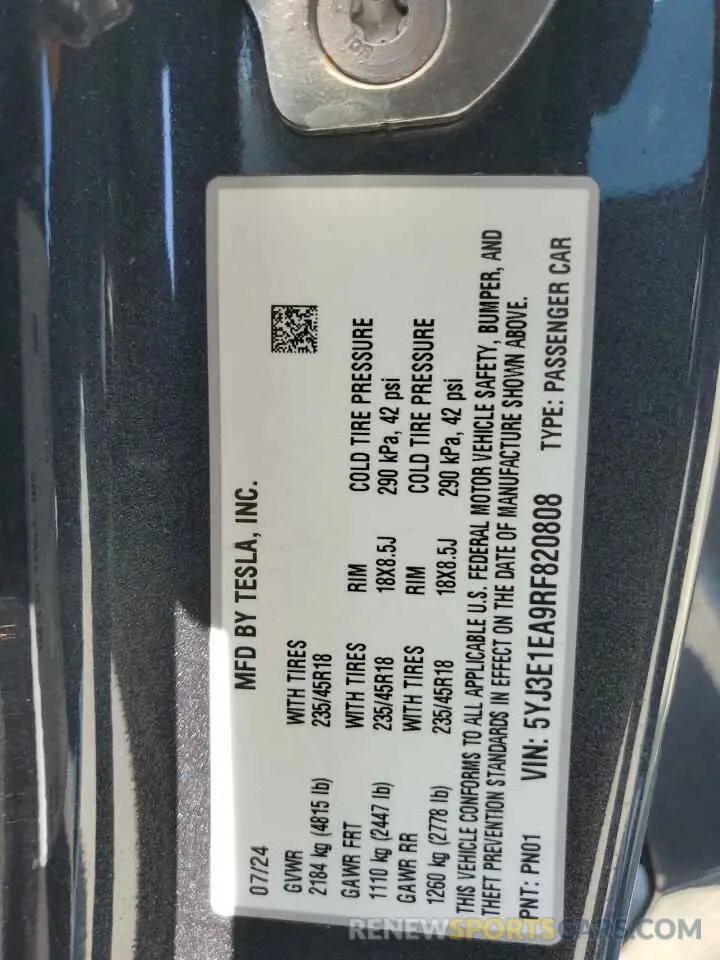 MFD BY TESLA, INC.
07/24
GVWR WITH TIRES
2184 kg (4815 lb) 235/45R18
GAWR FRT WITH TIRES RIM COLD TIRE PRESSURE
1110 kg (2447 lb) 235/45R18 18X8.5J 290 kPa, 42 psi
GAWR RR WITH TIRES RIM COLD TIRE PRESSURE
1260 kg (2778 lb) 235/45R18 18X8.5J 290 kPa, 42 psi
THIS VEHICLE CONFORMS TO ALL APPLICABLE U.S. FEDERAL MOTOR VEHICLE SAFETY, BUMPER, AND
THEFT PREVENTION STANDARDS IN EFFECT ON THE DATE OF MANUFACTURE SHOWN ABOVE.
PNT: PN01 VIN: 5YJ3E1EA9RF820808 TYPE: PASSENGER CAR
RENEWSPORTSCARS.COM